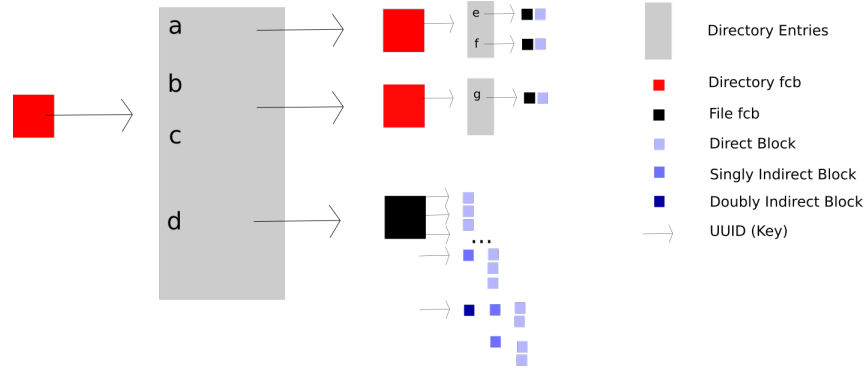 a
b
c
d
e
f
g
...
Directory Entries
Directory fcb
File fcb
Direct Block
Singly Indirect Block
Doubly Indirect Block
UUID (Key)